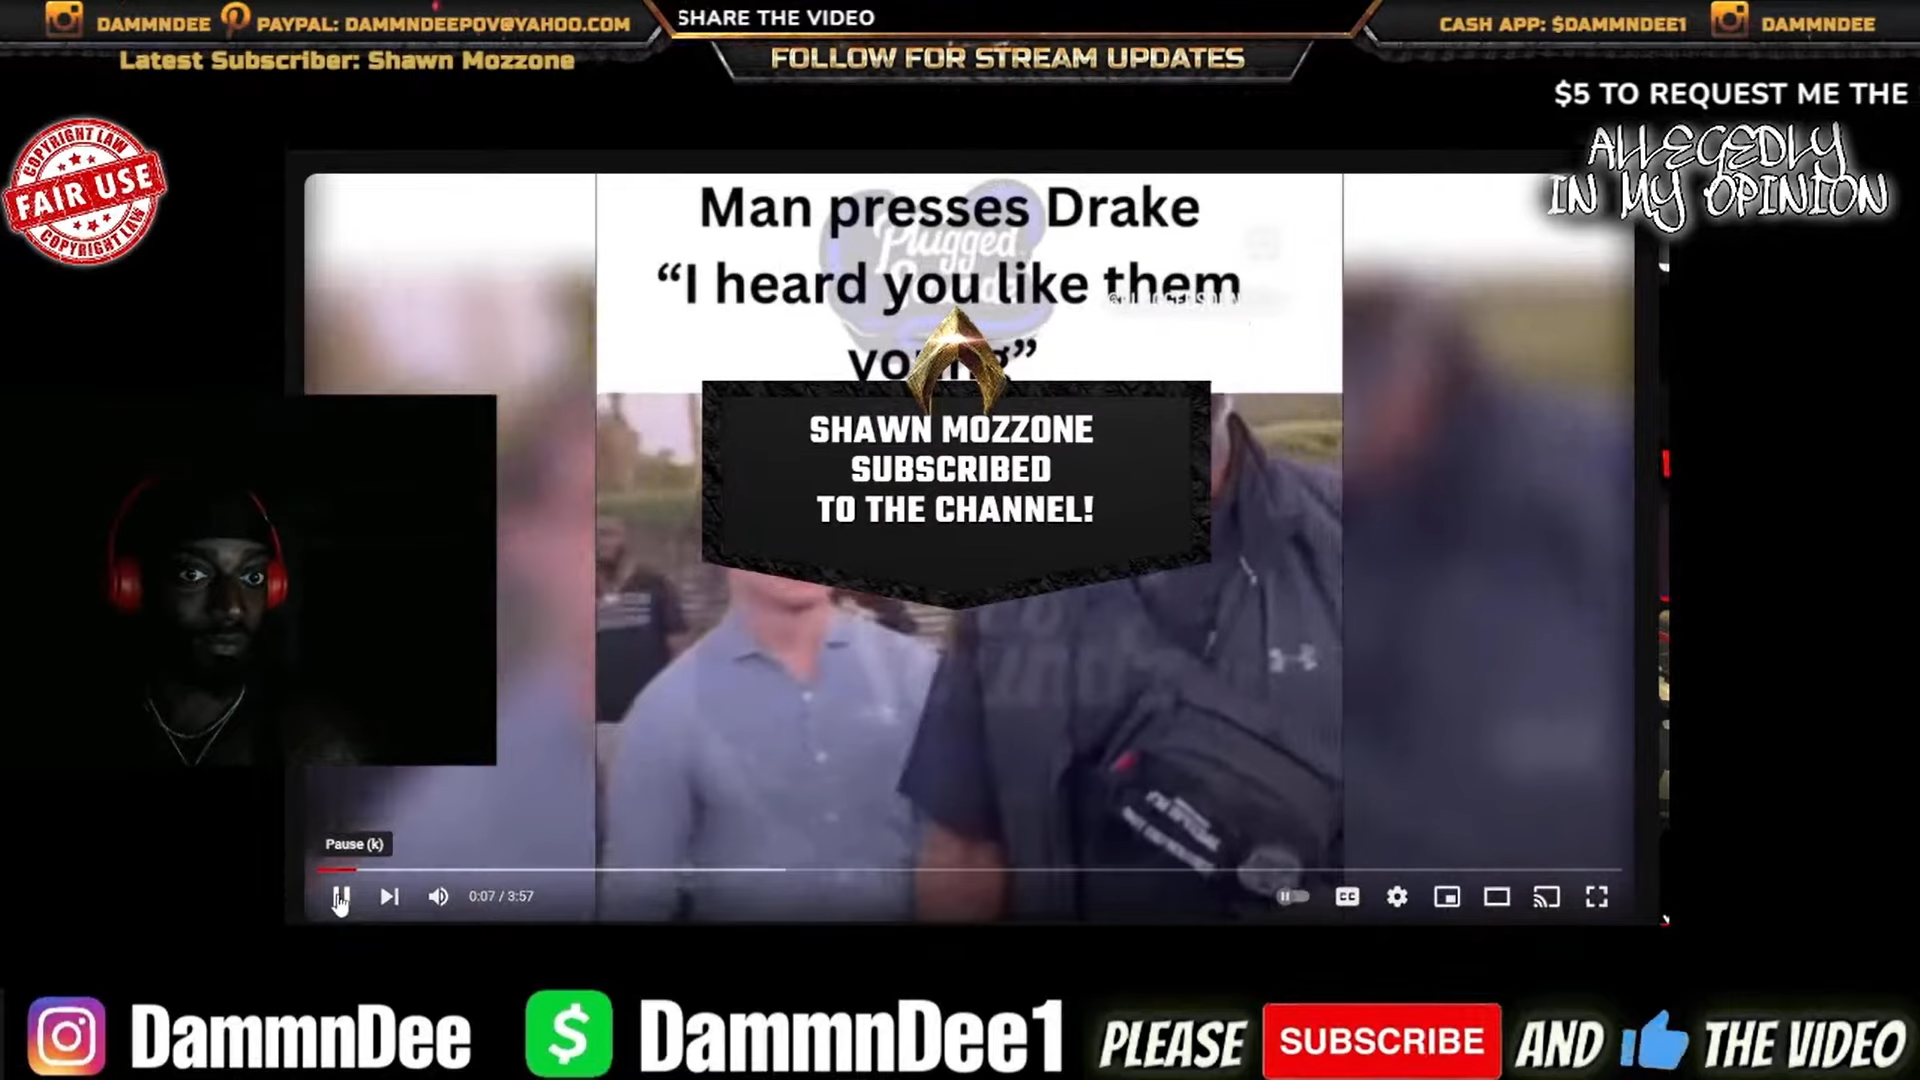 DAMMNDEE
PAYPAL: DAMMNDEEPOV@YAHOO.COM
SHARE THE VIDEO
CASH APP: $DAMMNDEE1
DAMMNDEE
Latest Subscriber: Shawn Mozzone
FOLLOW FOR STREAM UPDATES
$5 TO REQUEST ME THE
COPYRIGHT LAW
FAIR USE
COPYRIGHT LAW
ALLEGEDLY
IN MY OPINION
Man presses Drake
“I heard you like them
Plugged
SHAWN MOZZONE
SUBSCRIBED
TO THE CHANNEL!
Pause (k)
0:07 / 3:57
CC
DammnDee
$
DammnDee1
PLEASE
SUBSCRIBE
AND
THE VIDEO